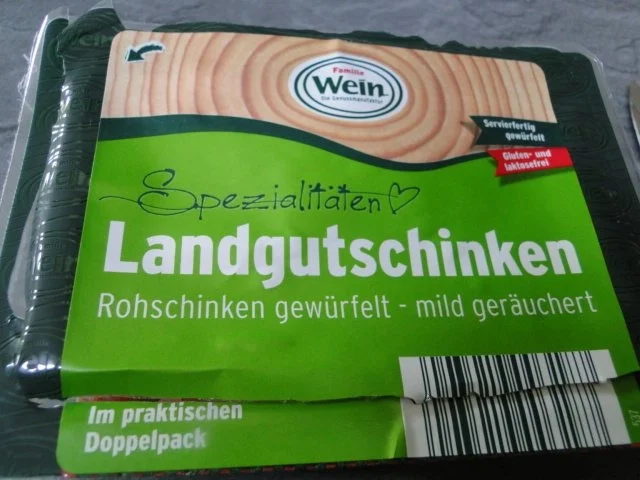 Familie
Wein
Die Genussmanufaktur
Servierfertig
gewürfelt
Gluten- und
laktosefrei
Spezialitäten
Landgutschinken
Rohschinken gewürfelt - mild geräuchert
Im praktischen
Doppelpack